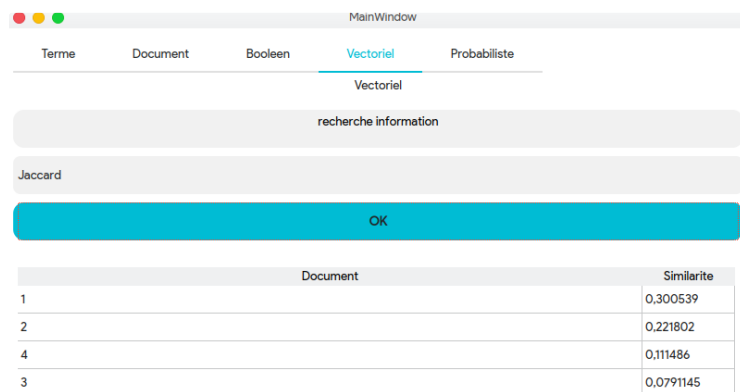 MainWindow
Terme Document Booleen Vectoriel Probabiliste
Vectoriel
recherche information
Jaccard
OK
Document Similarite
1 0,300539
2 0,221802
4 0,111486
3 0,0791145